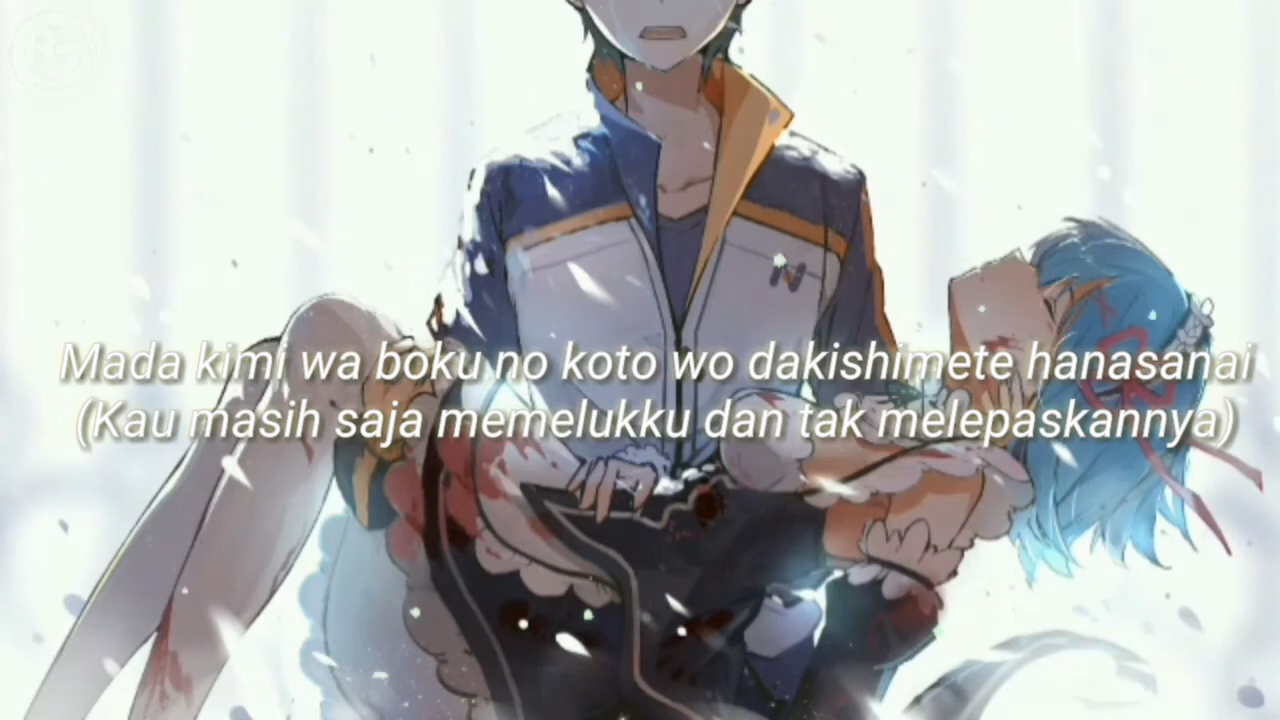 Mada kimi wa boku no koto wo dakishimete hanasanai
(Kau masih saja memelukku dan tak melepaskannya)
N